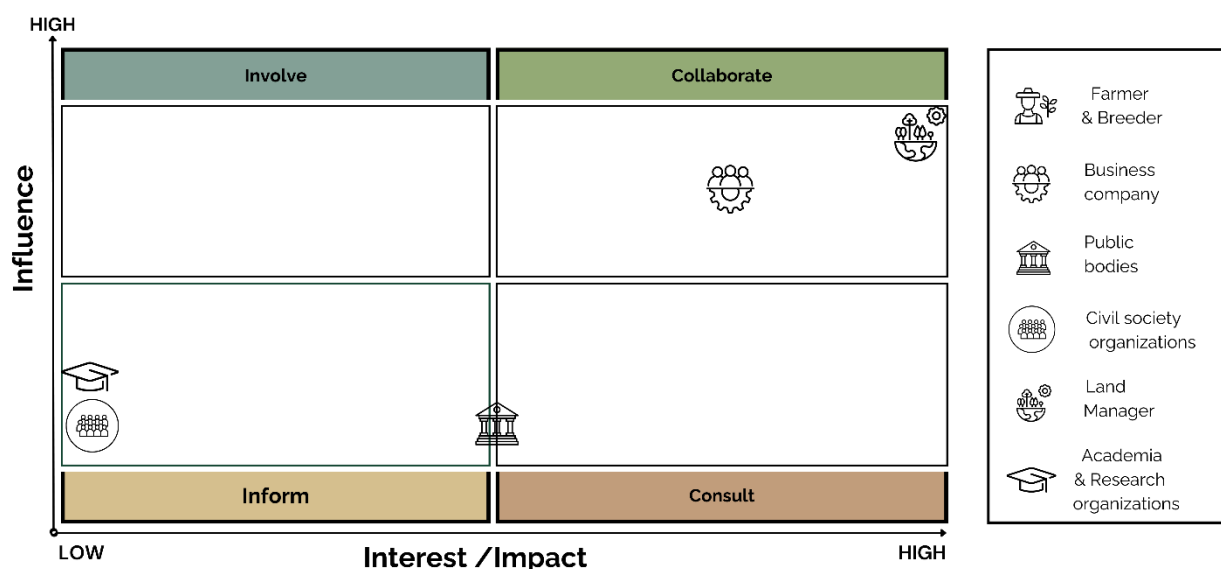 HIGH
Involve
Collaborate
Influence
Inform
Consult
LOW
Interest /Impact
HIGH
Farmer
& Breeder
Business
company
Public
bodies
Civil society
organizations
Land
Manager
Academia
& Research
organizations